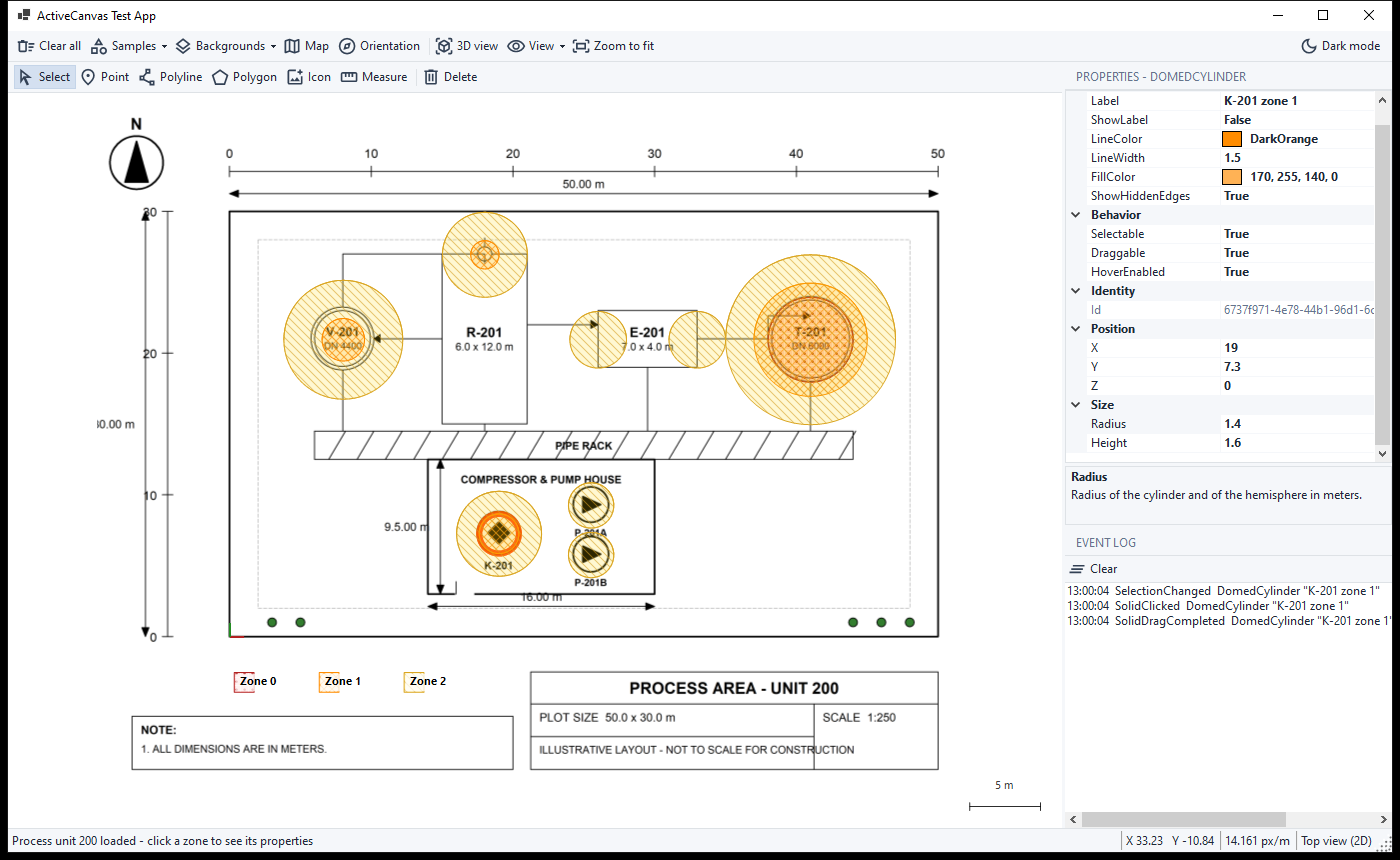 ActiveCanvas Test App
Clear all Samples Backgrounds Map Orientation 3D view View Zoom to fit Dark mode
Select Point Polyline Polygon Icon Measure Delete
PROPERTIES - DOMEDCYLINDER
Label K-201 zone 1
ShowLabel False
LineColor DarkOrange
LineWidth 1.5
FillColor 170, 255, 140, 0
ShowHiddenEdges True
Behavior
Selectable True
Draggable True
HoverEnabled True
Identity
Id 6737f971-4e78-44b1-96d1-6c
Position
X 19
Y 7.3
Z 0
Size
Radius 1.4
Height 1.6
Radius
Radius of the cylinder and of the hemisphere in meters.
EVENT LOG
Clear
13:00:04 SelectionChanged DomedCylinder "K-201 zone 1"
13:00:04 SolidClicked DomedCylinder "K-201 zone 1"
13:00:04 SolidDragCompleted DomedCylinder "K-201 zone 1"
N
0 10 20 30 40 50
50.00 m
30
V-201
DN 4400
R-201
6.0 x 12.0 m
E-201
7.0 x 4.0 m
T-201
DN 6000
20
30.00 m
PIPE RACK
COMPRESSOR & PUMP HOUSE
10
9.5.00 m
P-201A
K-201
P-201B
16.00 m
0
Zone 0 Zone 1 Zone 2
PROCESS AREA - UNIT 200
PLOT SIZE 50.0 x 30.0 m SCALE 1:250
ILLUSTRATIVE LAYOUT - NOT TO SCALE FOR CONSTRUCTION
NOTE:
1. ALL DIMENSIONS ARE IN METERS.
5 m
Process unit 200 loaded - click a zone to see its properties X 33.23 Y -10.84 14.161 px/m Top view (2D)